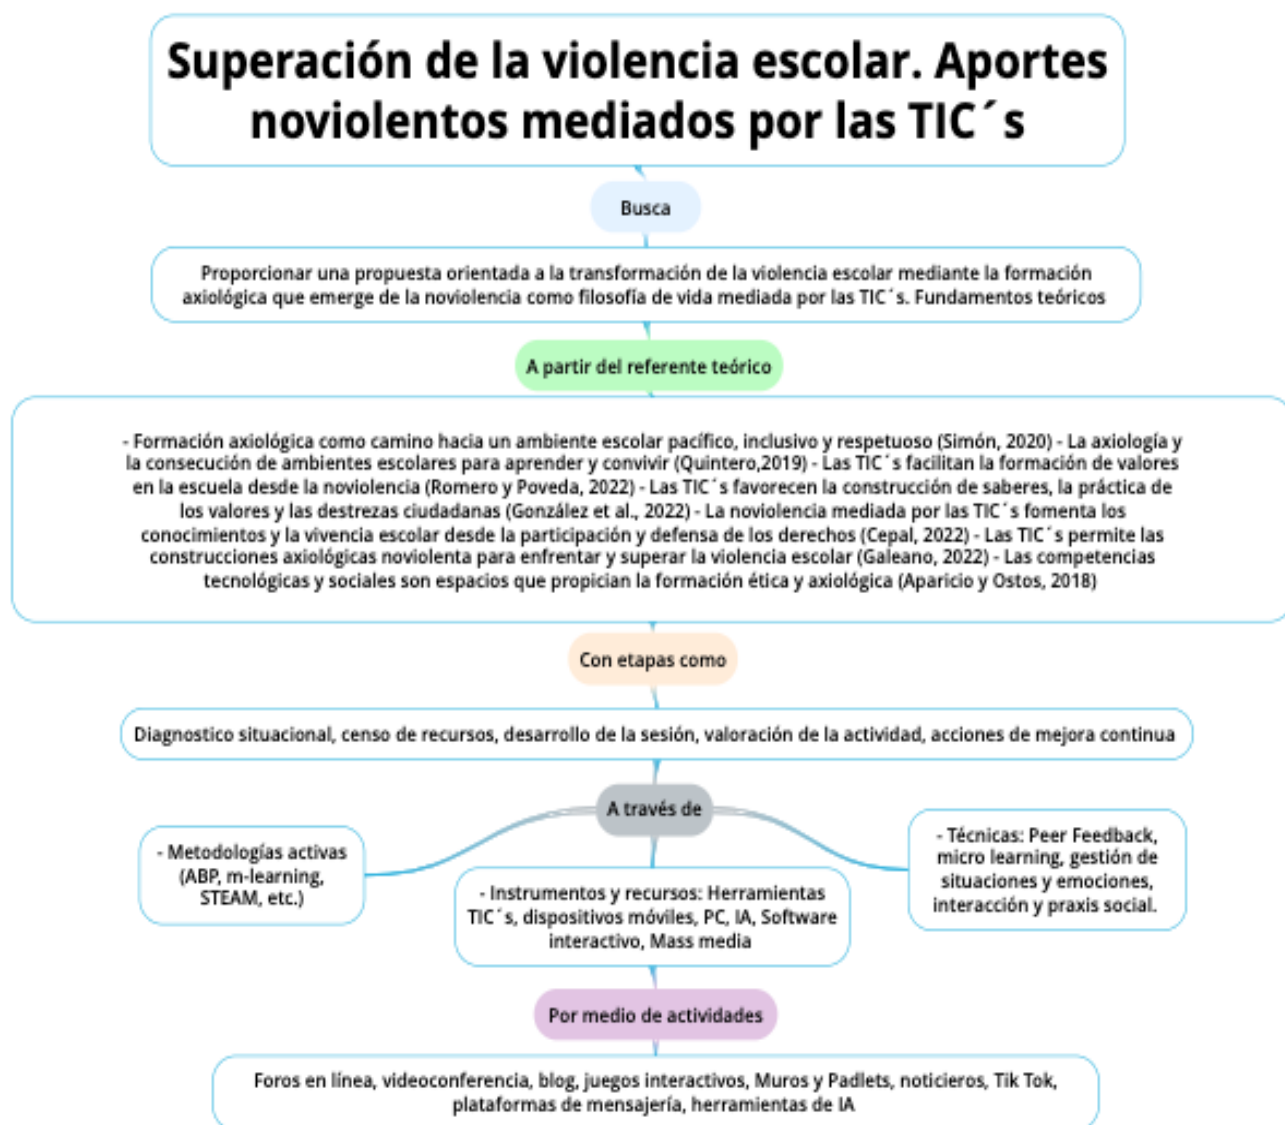 Superación de la violencia escolar. Aportes
noviolentos mediados por las TIC´s
Busca
Proporcionar una propuesta orientada a la transformación de la violencia escolar mediante la formación
axiológica que emerge de la noviolencia como filosofía de vida mediada por las TIC´s. Fundamentos teóricos
A partir del referente teórico
- Formación axiológica como camino hacia un ambiente escolar pacífico, inclusivo y respetuoso (Simón, 2020) - La axiología y
la consecución de ambientes escolares para aprender y convivir (Quintero,2019) - Las TIC´s facilitan la formación de valores
en la escuela desde la noviolencia (Romero y Poveda, 2022) - Las TIC´s favorecen la construcción de saberes, la práctica de
los valores y las destrezas ciudadanas (González et al., 2022) - La noviolencia mediada por las TIC´s fomenta los
conocimientos y la vivencia escolar desde la participación y defensa de los derechos (Cepal, 2022) - Las TIC´s permite las
construcciones axiológicas noviolenta para enfrentar y superar la violencia escolar (Galeano, 2022) - Las competencias
tecnológicas y sociales son espacios que propician la formación ética y axiológica (Aparicio y Ostos, 2018)
Con etapas como
Diagnostico situacional, censo de recursos, desarrollo de la sesión, valoración de la actividad, acciones de mejora continua
A través de
- Metodologías activas
(ABP, m-learning,
STEAM, etc.)
- Instrumentos y recursos: Herramientas
TIC´s, dispositivos móviles, PC, IA, Software
interactivo, Mass media
- Técnicas: Peer Feedback,
micro learning, gestión de
situaciones y emociones,
interacción y praxis social.
Por medio de actividades
Foros en línea, videoconferencia, blog, juegos interactivos, Muros y Padlets, noticieros, Tik Tok,
plataformas de mensajería, herramientas de IA